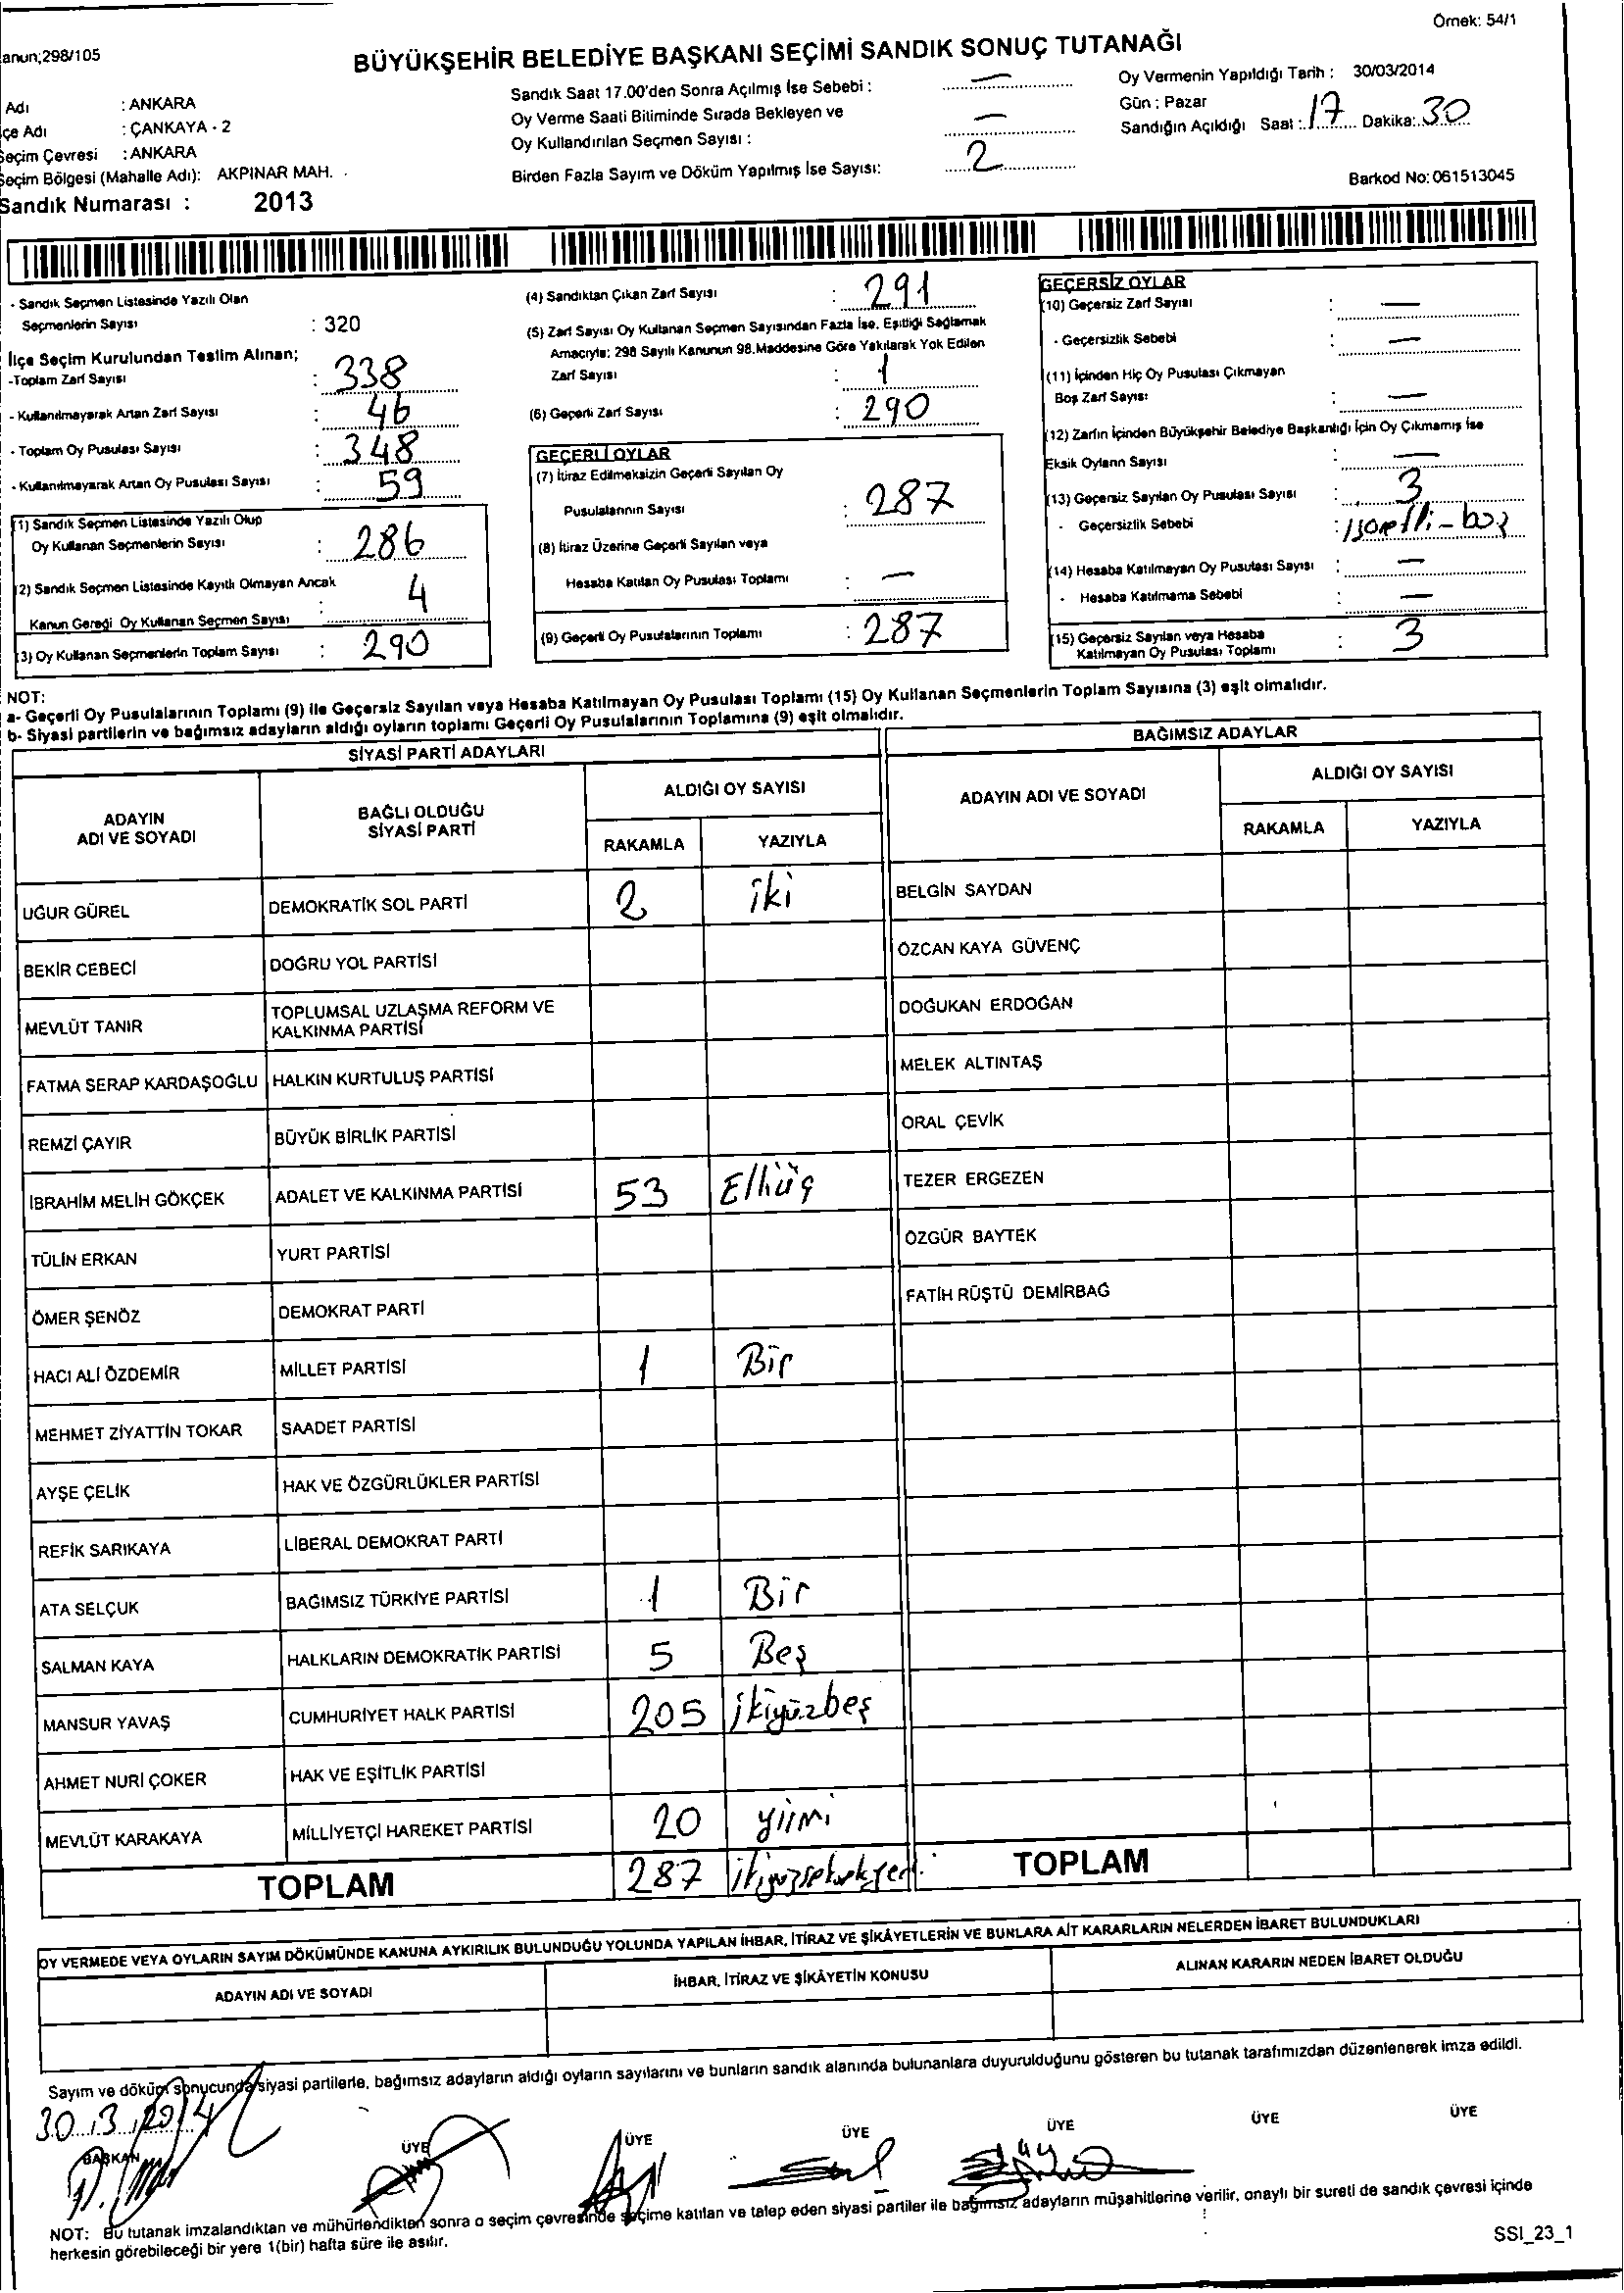 Örnek: 54/1
anun;298/105
BÜYÜKŞEHİR BELEDİYE BAŞKANI SEÇİMİ SANDIK SONUÇ TUTANAĞI
Adı : ANKARA
çe Adı : ÇANKAYA - 2
Seçim Çevresi : ANKARA
Seçim Bölgesi (Mahalle Adı): AKPINAR MAH.
Sandık Numarası : 2013
Sandık Saat 17.00'den Sonra Açılmış İse Sebebi : —
Oy Verme Saati Bitiminde Sırada Bekleyen ve
Oy Kullandırılan Seçmen Sayısı : —
Birden Fazla Sayım ve Döküm Yapılmış İse Sayısı: 2
Oy Vermenin Yapıldığı Tarih : 30/03/2014
Gün : Pazar
Sandığın Açıldığı Saat : 17 Dakika: 30
Barkod No: 061513045
- Sandık Seçmen Listesinde Yazılı Olan
Seçmenlerin Sayısı : 320
İlçe Seçim Kurulundan Teslim Alınan;
-Toplam Zarf Sayısı : 338
- Kullanılmayarak Artan Zarf Sayısı : 46
- Toplam Oy Pusulası Sayısı : 348
- Kullanılmayarak Artan Oy Pusulası Sayısı : 59
(1) Sandık Seçmen Listesinde Yazılı Olup
Oy Kullanan Seçmenlerin Sayısı : 286
(2) Sandık Seçmen Listesinde Kayıtlı Olmayan Ancak
Kanun Gereği Oy Kullanan Seçmen Sayısı : 4
(3) Oy Kullanan Seçmenlerin Toplam Sayısı : 290
(4) Sandıktan Çıkan Zarf Sayısı : 291
(5) Zarf Sayısı Oy Kullanan Seçmen Sayısından Fazla İse, Eşitliği Sağlamak
Amacıyla; 298 Sayılı Kanunun 98.Maddesine Göre Yakılarak Yok Edilen
Zarf Sayısı : 1
(6) Geçerli Zarf Sayısı : 290
GEÇERLİ OYLAR
(7) İtiraz Edilmeksizin Geçerli Sayılan Oy
Pusulalarının Sayısı : 287
(8) İtiraz Üzerine Geçerli Sayılan veya
Hesaba Katılan Oy Pusulası Toplamı : —
(9) Geçerli Oy Pusulalarının Toplamı : 287
GEÇERSİZ OYLAR
(10) Geçersiz Zarf Sayısı : —
- Geçersizlik Sebebi : —
(11) İçinden Hiç Oy Pusulası Çıkmayan
Boş Zarf Sayısı : —
(12) Zarfın İçinden Büyükşehir Belediye Başkanlığı İçin Oy Çıkmamış İse
Eksik Oyların Sayısı : —
(13) Geçersiz Sayılan Oy Pusulası Sayısı : 3
- Geçersizlik Sebebi : işaretli - boş
(14) Hesaba Katılmayan Oy Pusulası Sayısı : —
- Hesaba Katılmama Sebebi : —
(15) Geçersiz Sayılan veya Hesaba
Katılmayan Oy Pusulası Toplamı : 3
NOT:
a- Geçerli Oy Pusulalarının Toplamı (9) ile Geçersiz Sayılan veya Hesaba Katılmayan Oy Pusulası Toplamı (15) Oy Kullanan Seçmenlerin Toplam Sayısına (3) eşit olmalıdır.
b- Siyasi partilerin ve bağımsız adayların aldığı oyların toplamı Geçerli Oy Pusulalarının Toplamına (9) eşit olmalıdır.
SİYASİ PARTİ ADAYLARI
BAĞIMSIZ ADAYLAR
ADAYIN
ADI VE SOYADI
BAĞLI OLDUĞU
SİYASİ PARTİ
ALDIĞI OY SAYISI
RAKAMLA YAZIYLA
ADAYIN ADI VE SOYADI
ALDIĞI OY SAYISI
RAKAMLA YAZIYLA
UĞUR GÜREL DEMOKRATİK SOL PARTİ 2 iki BELGİN SAYDAN
BEKİR CEBECİ DOĞRU YOL PARTİSİ ÖZCAN KAYA GÜVENÇ
MEVLÜT TANIR TOPLUMSAL UZLAŞMA REFORM VE
KALKINMA PARTİSİ DOĞUKAN ERDOĞAN
FATMA SERAP KARDAŞOĞLU HALKIN KURTULUŞ PARTİSİ MELEK ALTINTAŞ
REMZİ ÇAYIR BÜYÜK BİRLİK PARTİSİ ORAL ÇEVİK
İBRAHİM MELİH GÖKÇEK ADALET VE KALKINMA PARTİSİ 53 Elliüç TEZER ERGEZEN
TÜLİN ERKAN YURT PARTİSİ ÖZGÜR BAYTEK
ÖMER ŞENÖZ DEMOKRAT PARTİ FATİH RÜŞTÜ DEMİRBAĞ
HACI ALİ ÖZDEMİR MİLLET PARTİSİ 1 Bir
MEHMET ZİYATTİN TOKAR SAADET PARTİSİ
AYŞE ÇELİK HAK VE ÖZGÜRLÜKLER PARTİSİ
REFİK SARIKAYA LİBERAL DEMOKRAT PARTİ
ATA SELÇUK BAĞIMSIZ TÜRKİYE PARTİSİ 1 Bir
SALMAN KAYA HALKLARIN DEMOKRATİK PARTİSİ 5 Beş
MANSUR YAVAŞ CUMHURİYET HALK PARTİSİ 205 ikiyüzbeş
AHMET NURİ ÇOKER HAK VE EŞİTLİK PARTİSİ
MEVLÜT KARAKAYA MİLLİYETÇİ HAREKET PARTİSİ 20 yirmi
TOPLAM 287 TOPLAM
OY VERMEDE VEYA OYLARIN SAYIM DÖKÜMÜNDE KANUNA AYKIRILIK BULUNDUĞU YOLUNDA YAPILAN İHBAR, İTİRAZ VE ŞİKÂYETLERİN VE BUNLARA AİT KARARLARIN NELERDEN İBARET BULUNDUKLARI
ADAYIN ADI VE SOYADI İHBAR, İTİRAZ VE ŞİKÂYETİN KONUSU ALINAN KARARIN NEDEN İBARET OLDUĞU
Sayım ve döküm sonucunda siyasi partilerle, bağımsız adayların aldığı oyların sayılarını ve bunların sandık alanında bulunanlara duyurulduğunu gösteren bu tutanak tarafımızdan düzenlenerek imza edildi.
30.3.2014
BAŞKAN ÜYE ÜYE ÜYE ÜYE ÜYE ÜYE
NOT: Bu tutanak imzalandıktan ve mühürlendikten sonra o seçim çevresinde seçime katılan ve talep eden siyasi partiler ile bağımsız adayların müşahitlerine verilir, onaylı bir sureti de sandık çevresi içinde
herkesin görebileceği bir yere 1(bir) hafta süre ile asılır.
SSI_23_1